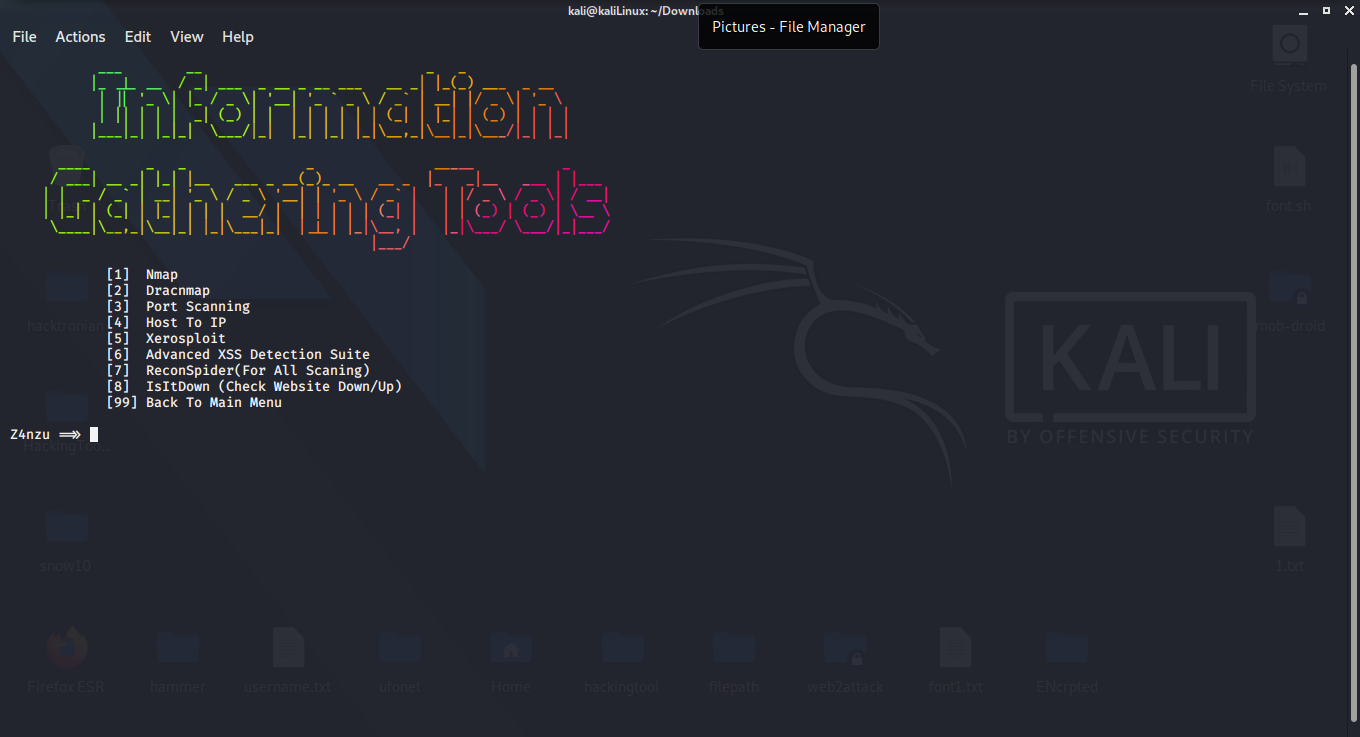 kali@kaliLinux: ~/Downloads
Pictures - File Manager
File Actions Edit View Help
Information
Gathering Tools
[1] Nmap
[2] Dracnmap
[3] Port Scanning
[4] Host To IP
[5] Xerosploit
[6] Advanced XSS Detection Suite
[7] ReconSpider(For All Scaning)
[8] IsItDown (Check Website Down/Up)
[99] Back To Main Menu
Z4nzu ==>
KALI
BY OFFENSIVE SECURITY
File System
font.sh
hacktronian
mob-droid
HackingToo...
snow10
1.txt
Firefox ESR
hammer
username.txt
ufonet
Home
hackingtool
filepath
web2attack
font1.txt
ENcrpted